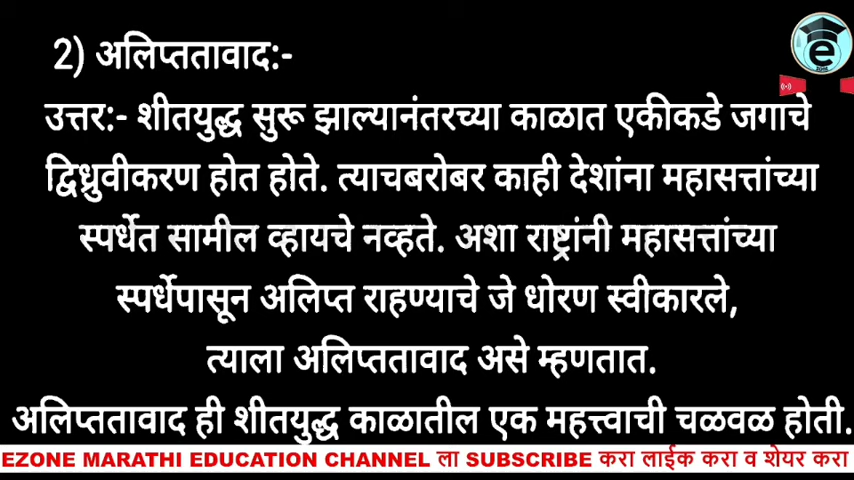 2) अलिप्ततावाद:-
उत्तर:- शीतयुद्ध सुरू झाल्यानंतरच्या काळात एकीकडे जगाचे
द्विध्रुवीकरण होत होते. त्याचबरोबर काही देशांना महासत्तांच्या
स्पर्धेत सामील व्हायचे नव्हते. अशा राष्ट्रांनी महासत्तांच्या
स्पर्धेपासून अलिप्त राहण्याचे जे धोरण स्वीकारले,
त्याला अलिप्ततावाद असे म्हणतात.
अलिप्ततावाद ही शीतयुद्ध काळातील एक महत्त्वाची चळवळ होती.
EZONE MARATHI EDUCATION CHANNEL ला SUBSCRIBE करा लाईक करा व शेयर करा